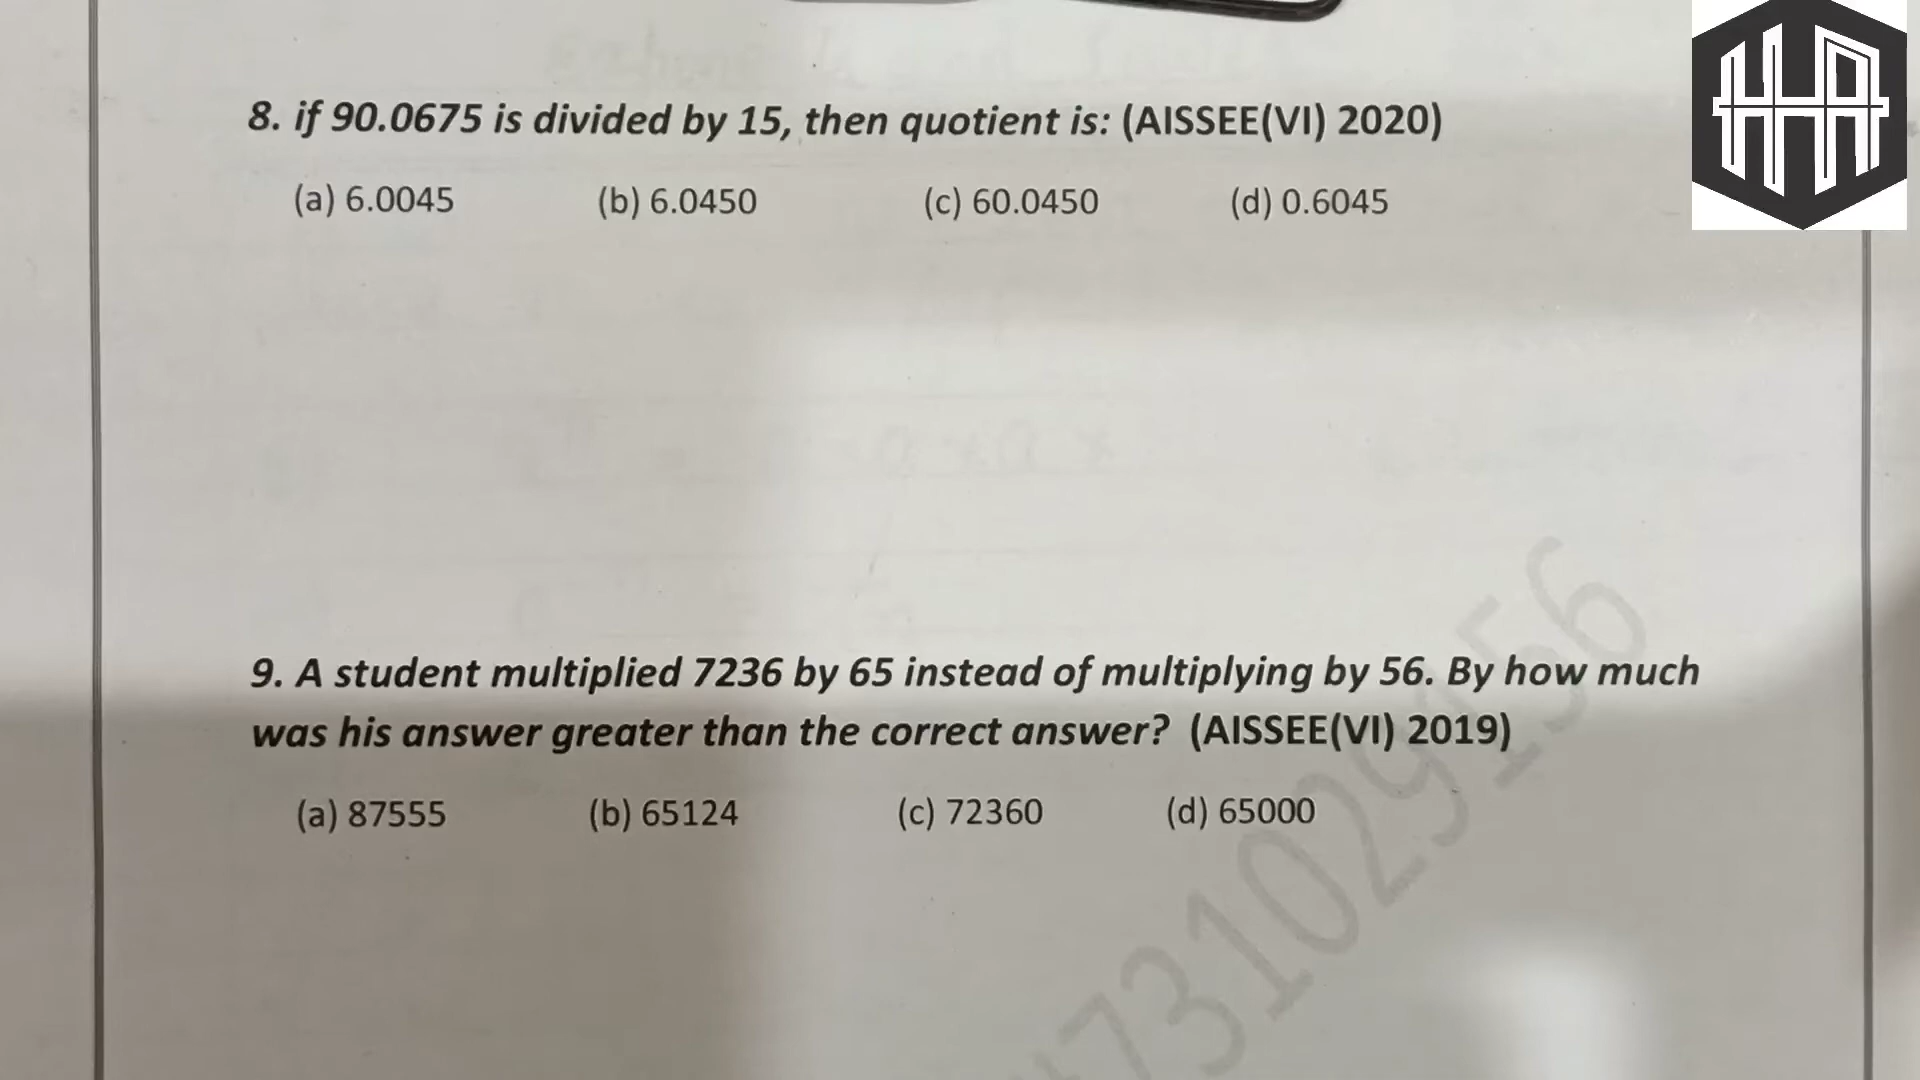 8. if 90.0675 is divided by 15, then quotient is: (AISSEE(VI) 2020)
(a) 6.0045 (b) 6.0450 (c) 60.0450 (d) 0.6045
9. A student multiplied 7236 by 65 instead of multiplying by 56. By how much
was his answer greater than the correct answer? (AISSEE(VI) 2019)
(a) 87555 (b) 65124 (c) 72360 (d) 65000